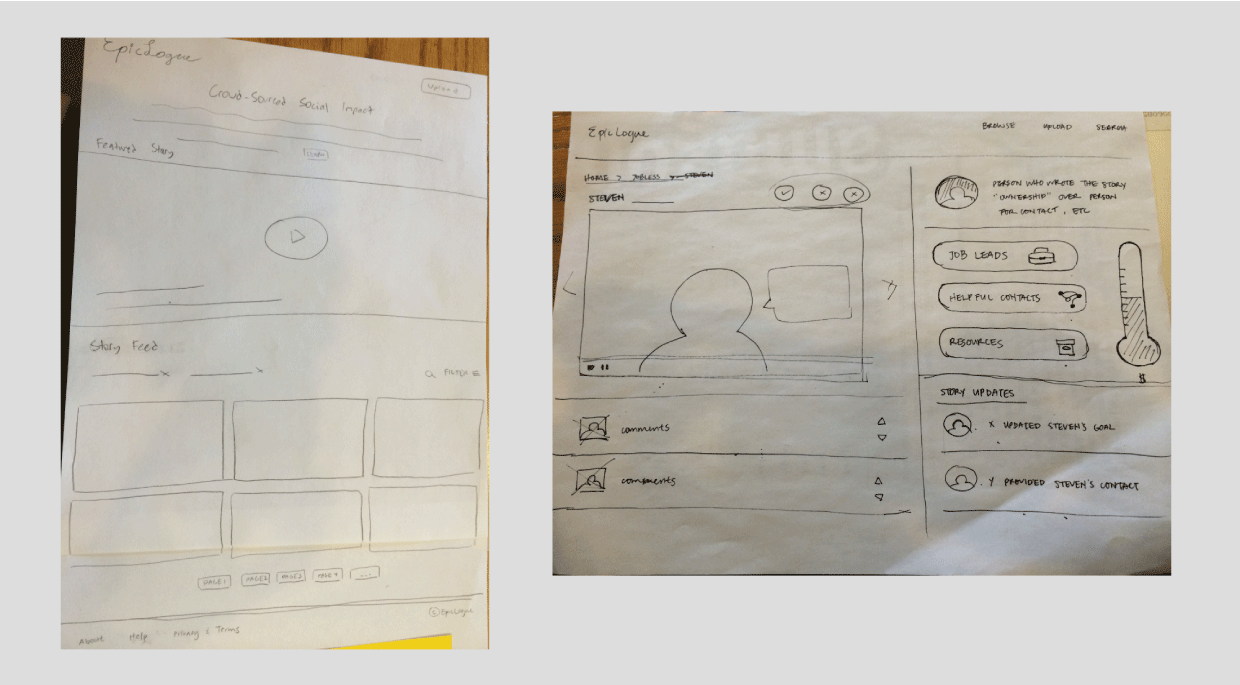 EpicLogue
Upload
Crowd-Sourced Social Impact
Featured Story
Story Feed
FILTER
PAGE 1 PAGE 2 PAGE 3 PAGE 4 ...
© EpicLogue
About Help Privacy & Terms
EpicLogue
BROWSE UPLOAD SEARCH
HOME > JOBLESS > STEVEN
STEVEN
PERSON WHO WROTE THE STORY
"OWNERSHIP" OVER PERSON
FOR CONTACT, ETC
JOB LEADS
HELPFUL CONTACTS
RESOURCES
$
comments
comments
STORY UPDATES
X UPDATED STEVEN'S GOAL
Y PROVIDED STEVEN'S CONTACT